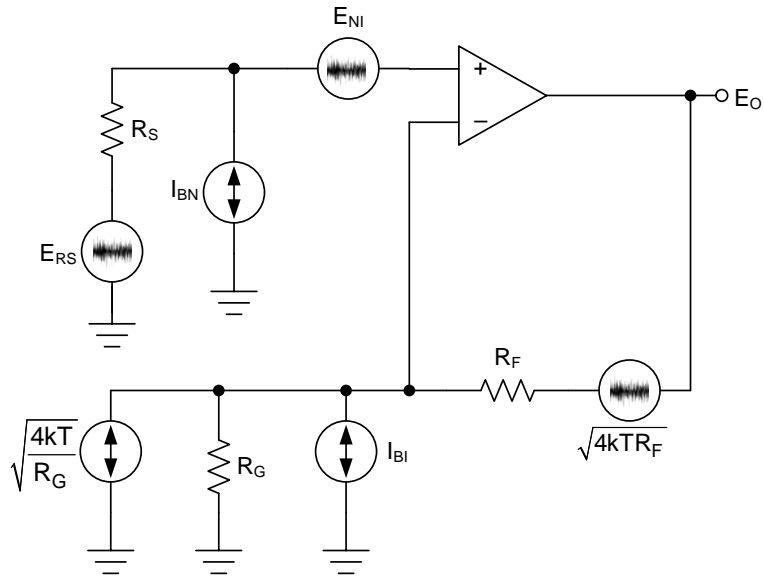 E_NI
+
−
E_O
R_S
I_BN
E_RS
R_F
√4kTR_F
√4kT/R_G
R_G
I_BI